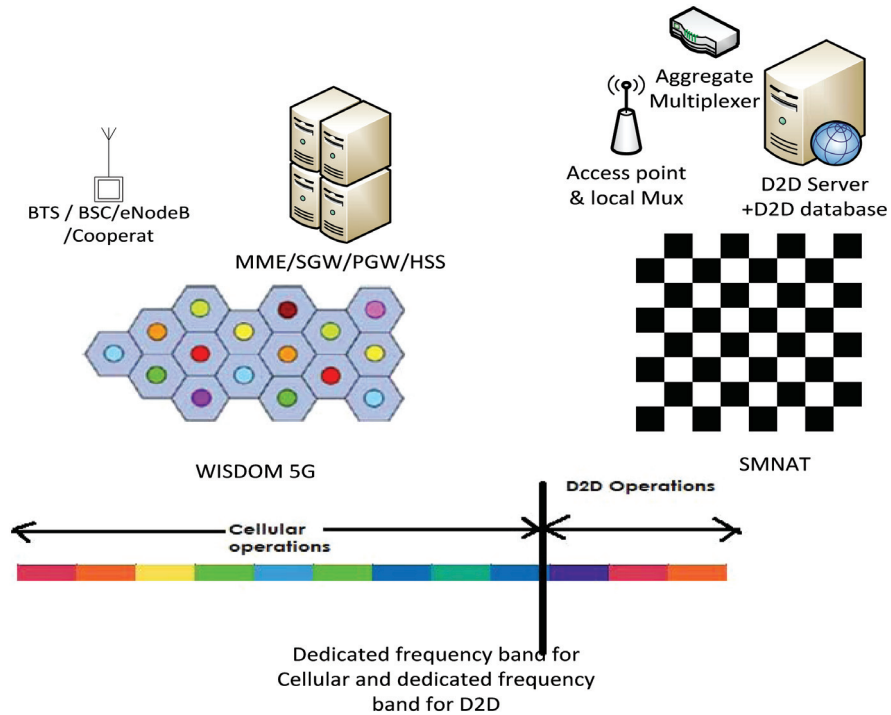 Aggregate
Multiplexer
Access point
& local Mux
D2D Server
+D2D database
BTS / BSC/eNodeB
/Cooperat
MME/SGW/PGW/HSS
WISDOM 5G
SMNAT
D2D Operations
Cellular
operations
Dedicated frequency band for
Cellular and dedicated frequency
band for D2D